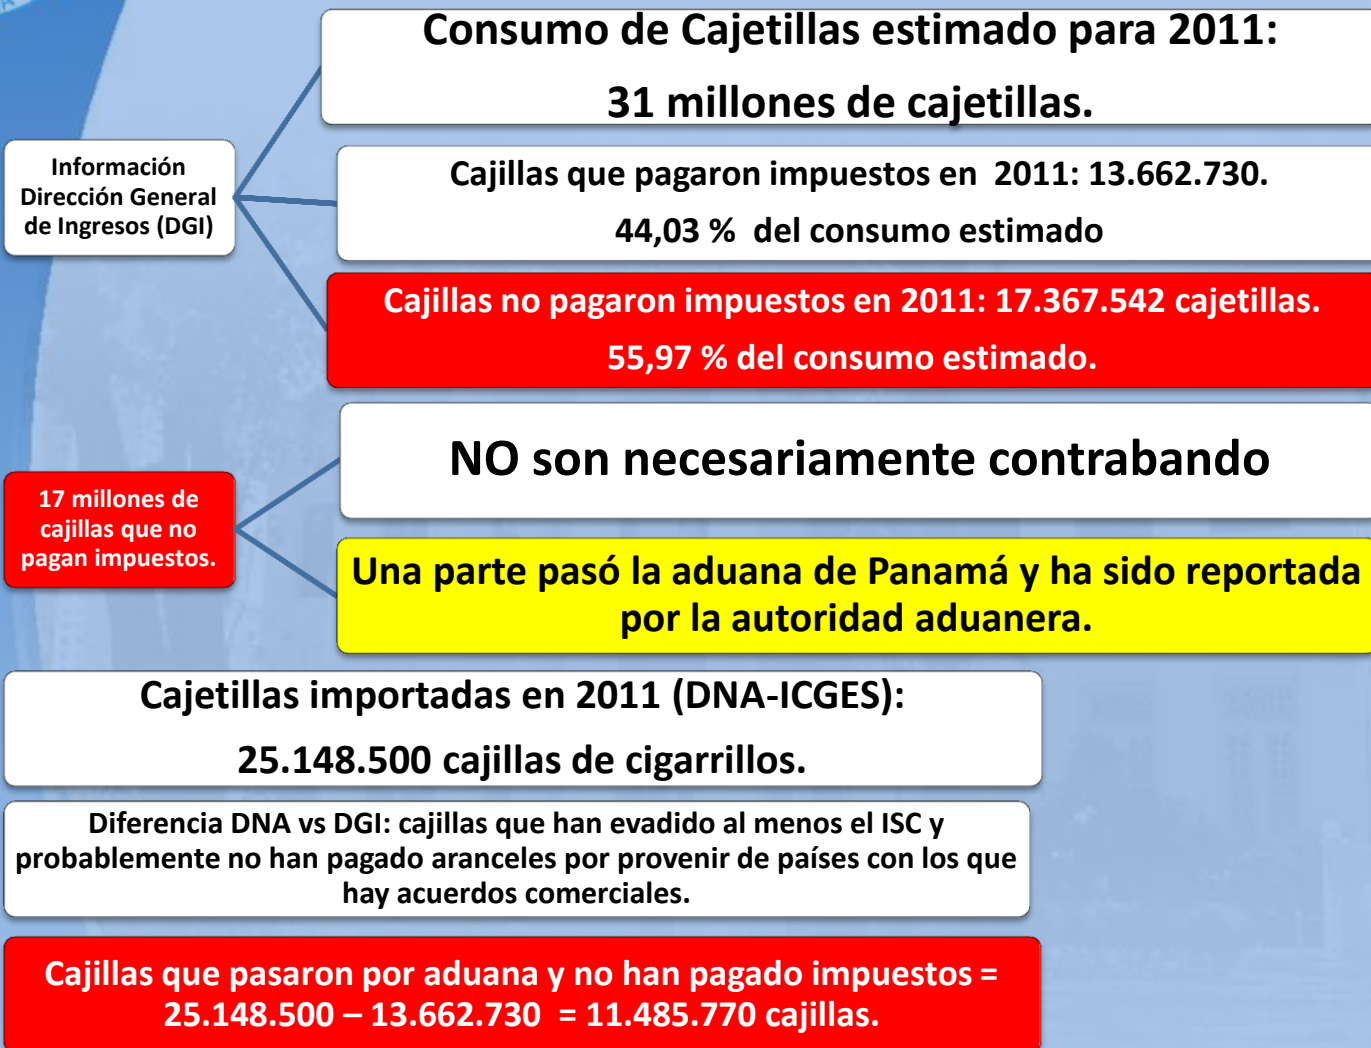 Consumo de Cajetillas estimado para 2011:
31 millones de cajetillas.
Información
Dirección General
de Ingresos (DGI)
Cajillas que pagaron impuestos en 2011: 13.662.730.
44,03 % del consumo estimado
Cajillas no pagaron impuestos en 2011: 17.367.542 cajetillas.
55,97 % del consumo estimado.
17 millones de
cajillas que no
pagan impuestos.
NO son necesariamente contrabando
Una parte pasó la aduana de Panamá y ha sido reportada
por la autoridad aduanera.
Cajetillas importadas en 2011 (DNA-ICGES):
25.148.500 cajillas de cigarrillos.
Diferencia DNA vs DGI: cajillas que han evadido al menos el ISC y
probablemente no han pagado aranceles por provenir de países con los que
hay acuerdos comerciales.
Cajillas que pasaron por aduana y no han pagado impuestos =
25.148.500 – 13.662.730 = 11.485.770 cajillas.